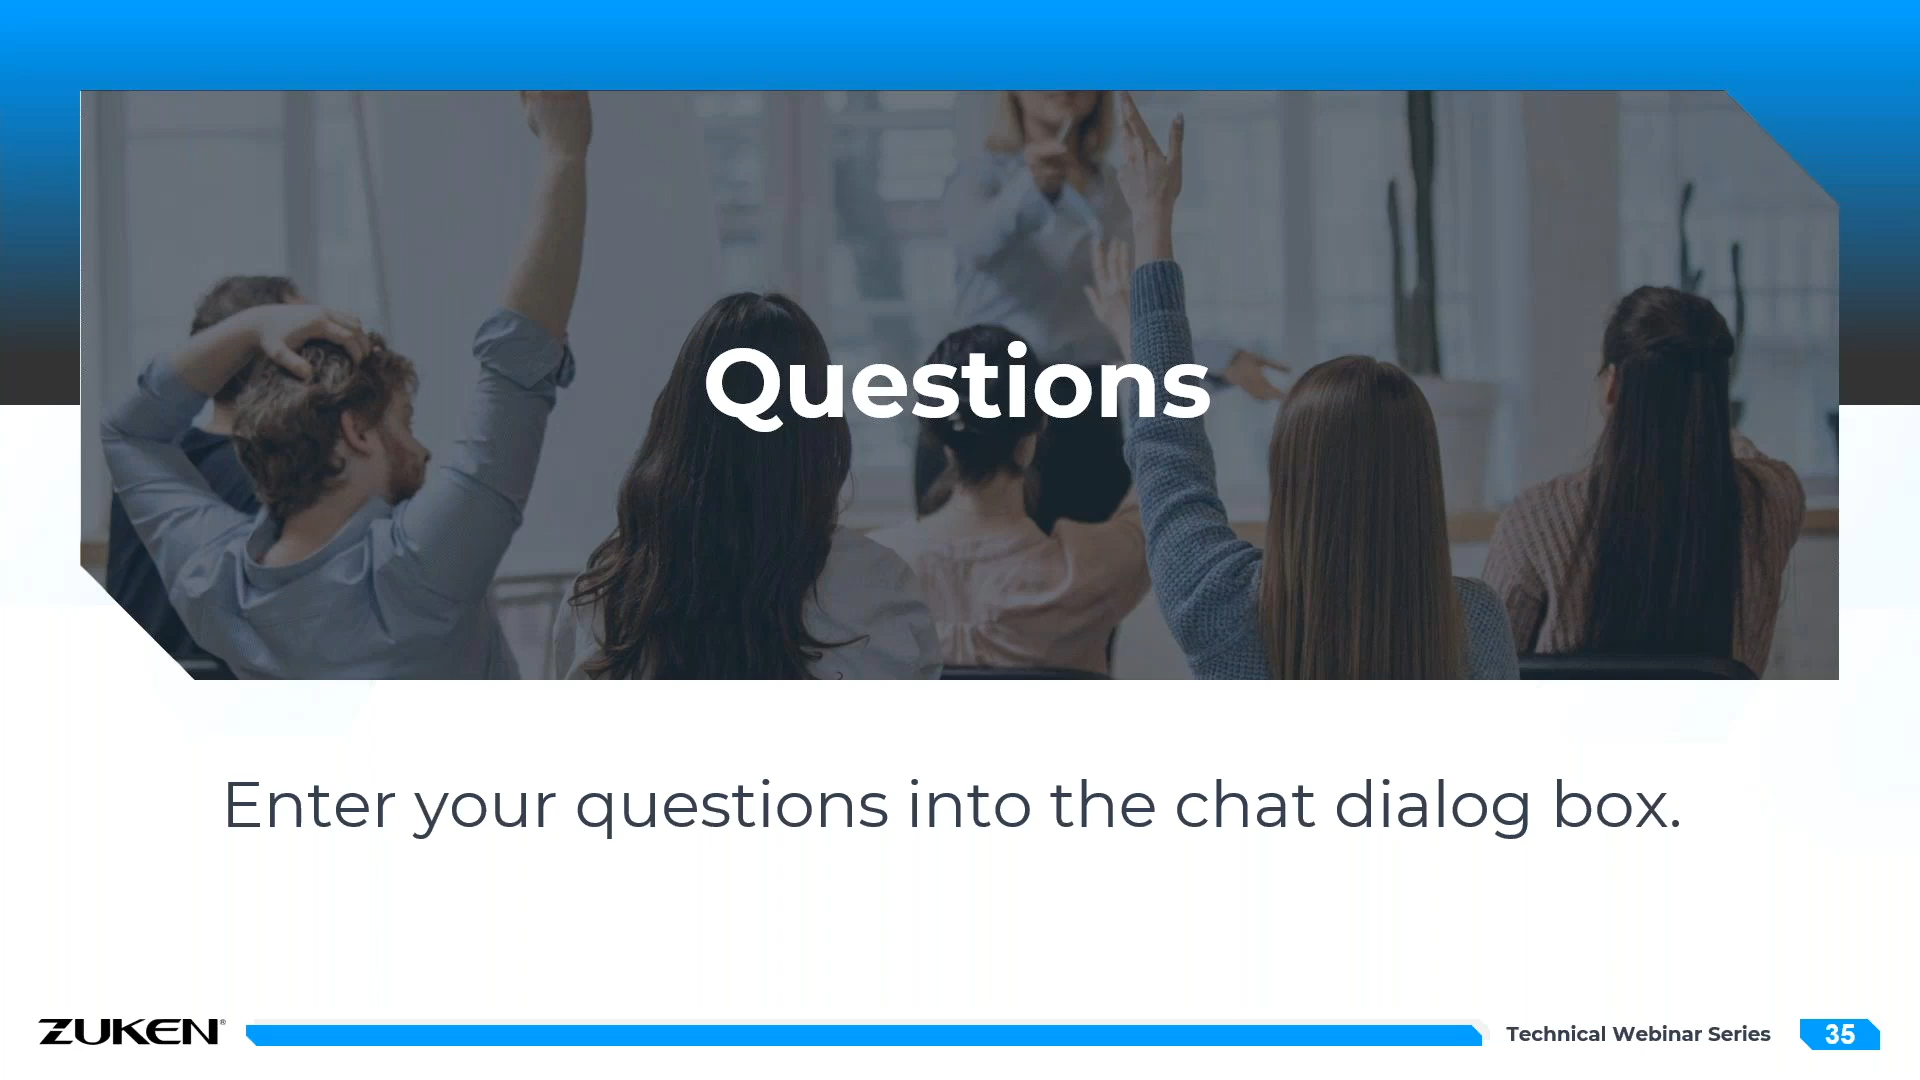 Questions
Enter your questions into the chat dialog box.
ZUKEN®
Technical Webinar Series
35